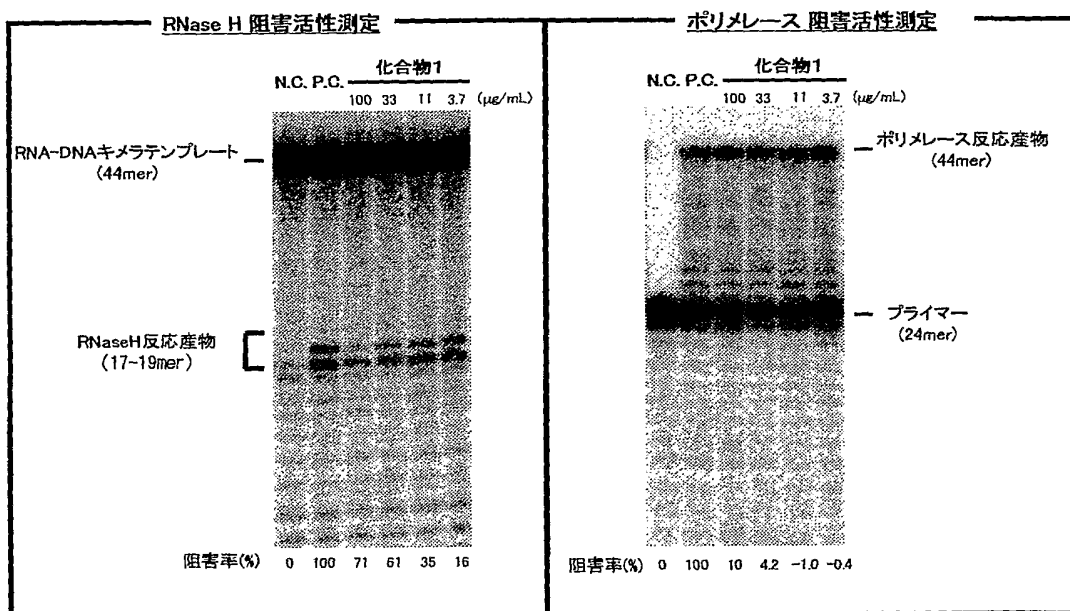 RNase H 阻害活性測定
化合物1
N.C. P.C.
100 33 11 3.7 (μg/mL)
RNA-DNAキメラテンプレート
(44mer)
RNaseH反応産物
(17~19mer)
阻害率(%) 0 100 71 61 35 16
ポリメレース 阻害活性測定
化合物1
N.C. P.C.
100 33 11 3.7 (μg/mL)
ポリメレース反応産物
(44mer)
プライマー
(24mer)
阻害率(%) 0 100 10 4.2 -1.0 -0.4